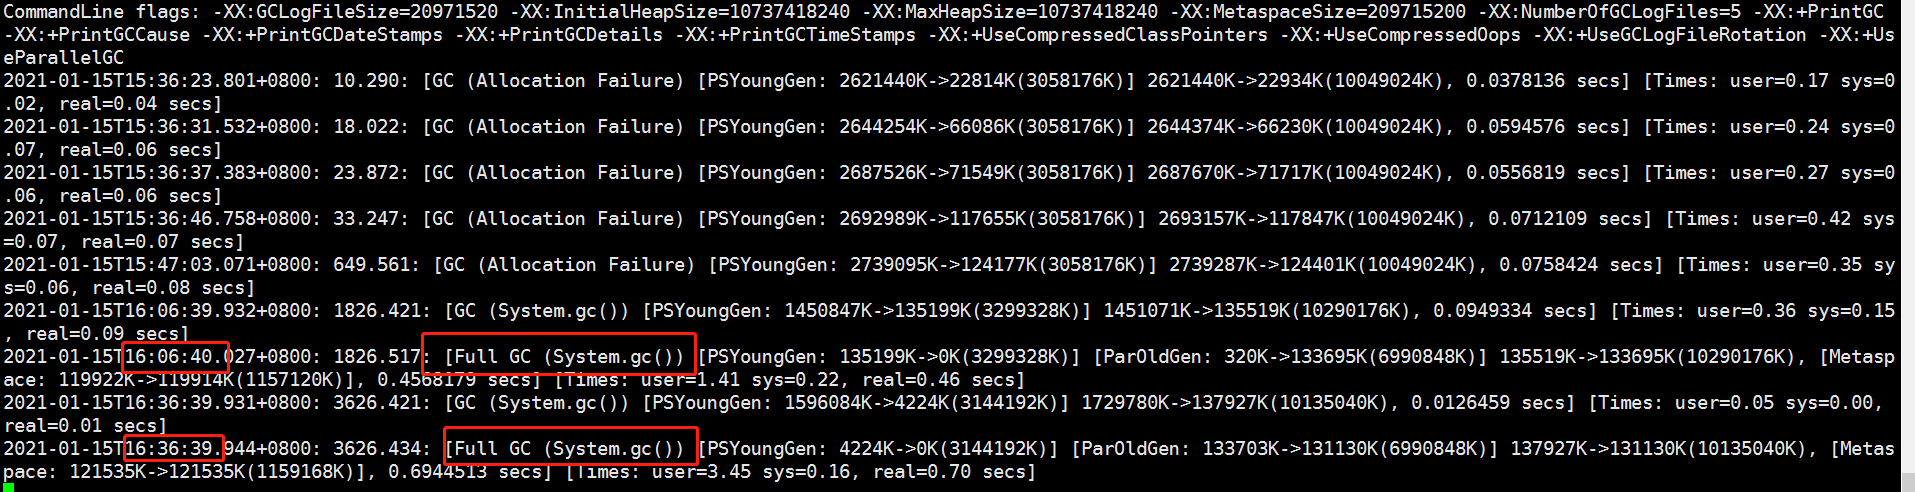 CommandLine flags: -XX:GCLogFileSize=20971520 -XX:InitialHeapSize=10737418240 -XX:MaxHeapSize=10737418240 -XX:MetaspaceSize=209715200 -XX:NumberOfGCLogFiles=5 -XX:+PrintGC
-XX:+PrintGCCause -XX:+PrintGCDateStamps -XX:+PrintGCDetails -XX:+PrintGCTimeStamps -XX:+UseCompressedClassPointers -XX:+UseCompressedOops -XX:+UseGCLogFileRotation -XX:+Us
eParallelGC
2021-01-15T15:36:23.801+0800: 10.290: [GC (Allocation Failure) [PSYoungGen: 2621440K->22814K(3058176K)] 2621440K->22934K(10049024K), 0.0378136 secs] [Times: user=0.17 sys=0
.02, real=0.04 secs]
2021-01-15T15:36:31.532+0800: 18.022: [GC (Allocation Failure) [PSYoungGen: 2644254K->66086K(3058176K)] 2644374K->66230K(10049024K), 0.0594576 secs] [Times: user=0.24 sys=0
.07, real=0.06 secs]
2021-01-15T15:36:37.383+0800: 23.872: [GC (Allocation Failure) [PSYoungGen: 2687526K->71549K(3058176K)] 2687670K->71717K(10049024K), 0.0556819 secs] [Times: user=0.27 sys=0
.06, real=0.06 secs]
2021-01-15T15:36:46.758+0800: 33.247: [GC (Allocation Failure) [PSYoungGen: 2692989K->117655K(3058176K)] 2693157K->117847K(10049024K), 0.0712109 secs] [Times: user=0.42 sys
=0.07, real=0.07 secs]
2021-01-15T15:47:03.071+0800: 649.561: [GC (Allocation Failure) [PSYoungGen: 2739095K->124177K(3058176K)] 2739287K->124401K(10049024K), 0.0758424 secs] [Times: user=0.35 sy
s=0.06, real=0.08 secs]
2021-01-15T16:06:39.932+0800: 1826.421: [GC (System.gc()) [PSYoungGen: 1450847K->135199K(3299328K)] 1451071K->135519K(10290176K), 0.0949334 secs] [Times: user=0.36 sys=0.15
, real=0.09 secs]
2021-01-15T16:06:40.027+0800: 1826.517: [Full GC (System.gc()) [PSYoungGen: 135199K->0K(3299328K)] [ParOldGen: 320K->133695K(6990848K)] 135519K->133695K(10290176K), [Metasp
ace: 119922K->119914K(1157120K)], 0.4568179 secs] [Times: user=1.41 sys=0.22, real=0.46 secs]
2021-01-15T16:36:39.931+0800: 3626.421: [GC (System.gc()) [PSYoungGen: 1596084K->4224K(3144192K)] 1729780K->137927K(10135040K), 0.0126459 secs] [Times: user=0.05 sys=0.00,
real=0.01 secs]
2021-01-15T16:36:39.944+0800: 3626.434: [Full GC (System.gc()) [PSYoungGen: 4224K->0K(3144192K)] [ParOldGen: 133703K->131130K(6990848K)] 137927K->131130K(10135040K), [Metas
pace: 121535K->121535K(1159168K)], 0.6944513 secs] [Times: user=3.45 sys=0.16, real=0.70 secs]